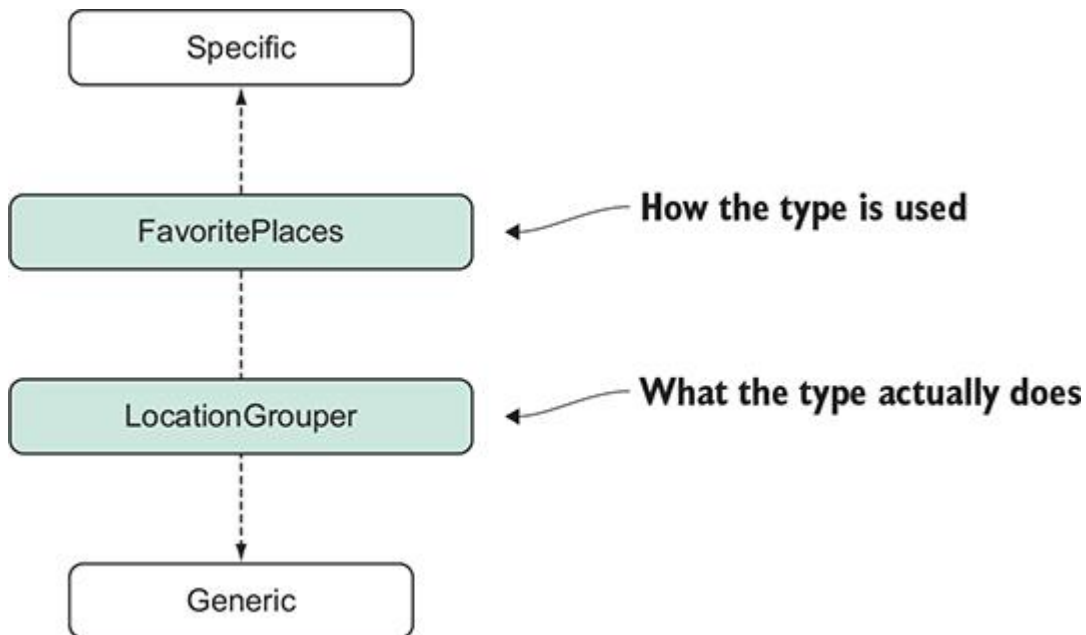 Specific
FavoritePlaces
How the type is used
LocationGrouper
What the type actually does
Generic